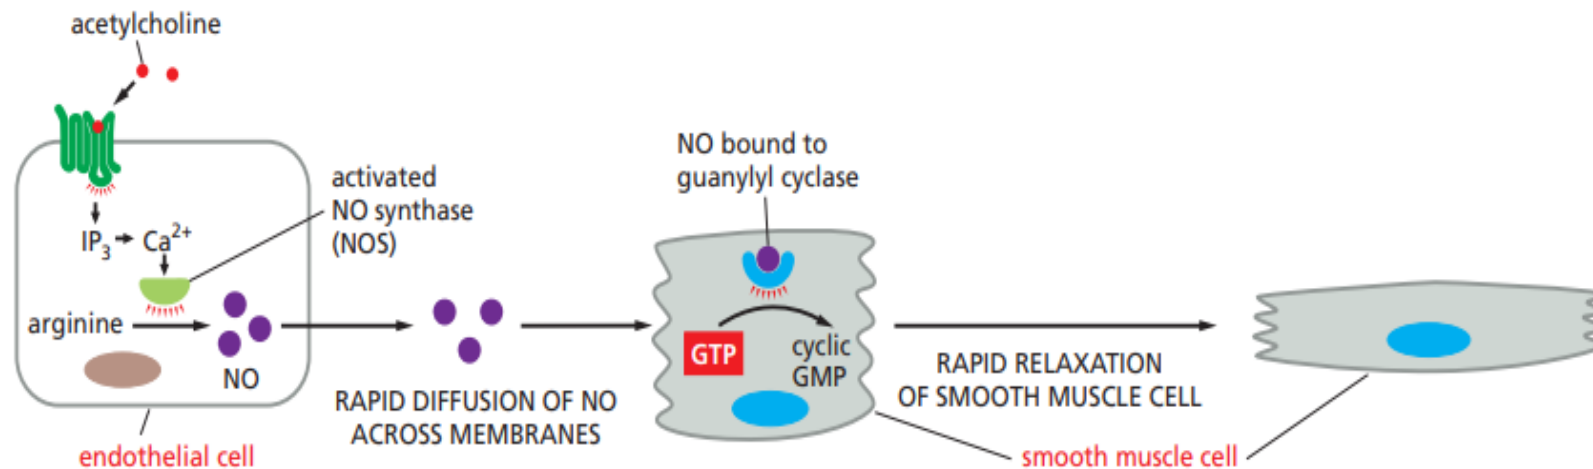 acetylcholine
activated
NO synthase
(NOS)
IP₃
Ca²⁺
arginine
NO
endothelial cell
RAPID DIFFUSION OF NO
ACROSS MEMBRANES
NO bound to
guanylyl cyclase
GTP
cyclic
GMP
RAPID RELAXATION
OF SMOOTH MUSCLE CELL
smooth muscle cell